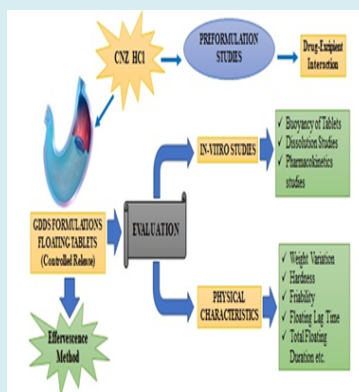 CNZ HCl
PREFORMULATION
STUDIES
Drug-Excipient
Interaction
IN-VITRO STUDIES
✓ Buoyancy of Tablets
✓ Dissolution Studies
✓ Pharmacokinetics
studies
GDDS FORMULATIONS
FLOATING TABLETS
(Controlled Release)
EVALUATION
PHYSICAL
CHARACTERISTICS
✓ Weight Variation
✓ Hardness
✓ Friability
✓ Floating Lag Time
✓ Total Floating
Duration etc.
Effervescence
Method